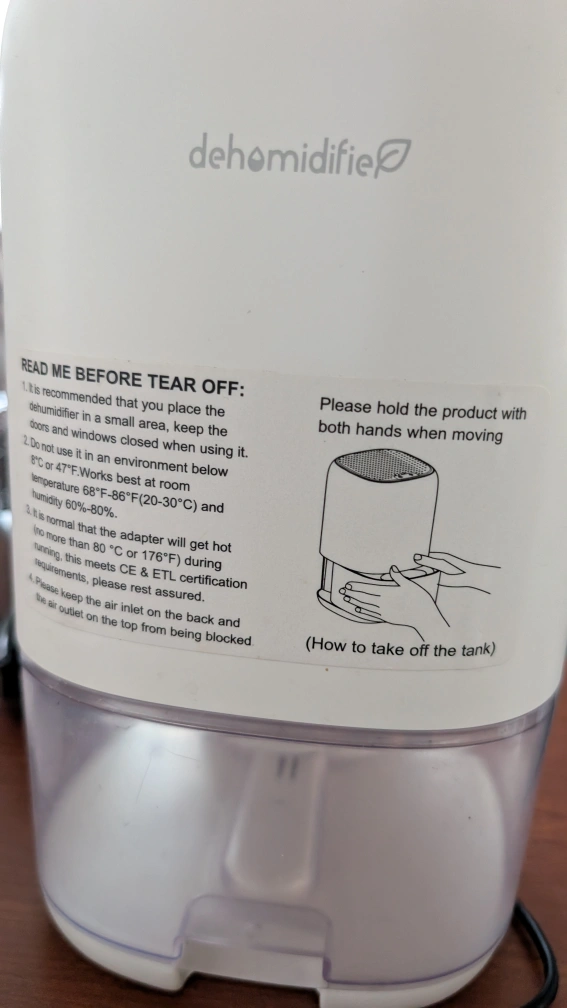 dehomidifier
READ ME BEFORE TEAR OFF:
1. It is recommended that you place the
dehumidifier in a small area, keep the
doors and windows closed when using it.
2. Do not use it in an environment below
8°C or 47°F.Works best at room
temperature 68°F-86°F(20-30°C) and
humidity 60%-80%.
3. It is normal that the adapter will get hot
(no more than 80 °C or 176°F) during
running, this meets CE & ETL certification
requirements, please rest assured.
4. Please keep the air inlet on the back and
the air outlet on the top from being blocked
Please hold the product with
both hands when moving
(How to take off the tank)